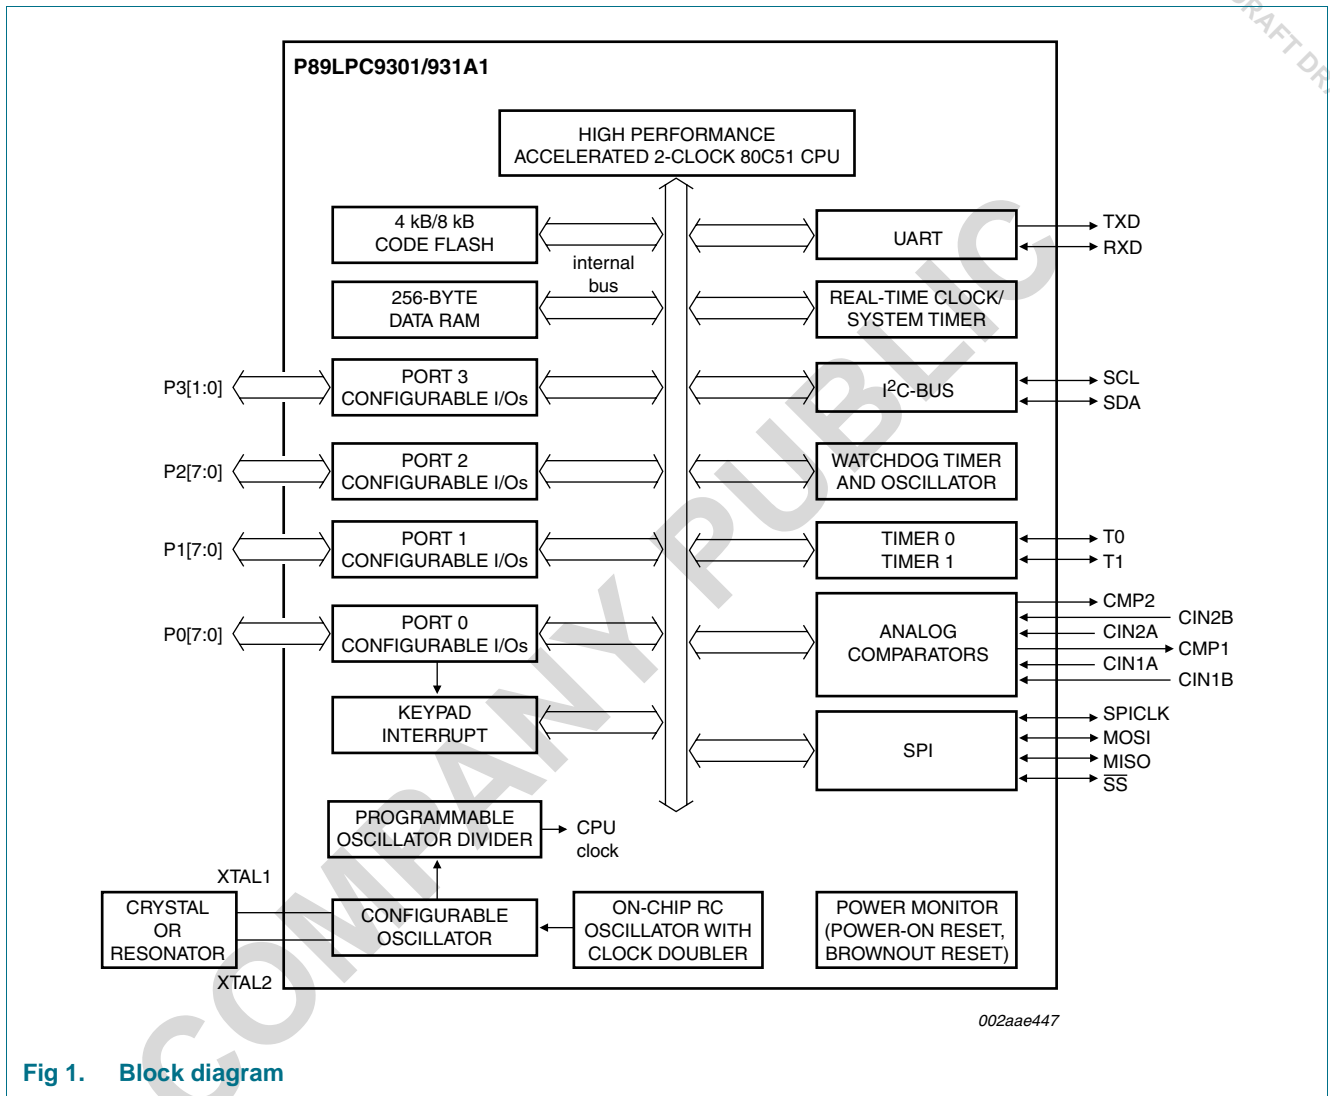 P89LPC9301/931A1
HIGH PERFORMANCE
ACCELERATED 2-CLOCK 80C51 CPU
4 kB/8 kB
CODE FLASH
internal
bus
256-BYTE
DATA RAM
P3[1:0]
PORT 3
CONFIGURABLE I/Os
P2[7:0]
PORT 2
CONFIGURABLE I/Os
P1[7:0]
PORT 1
CONFIGURABLE I/Os
P0[7:0]
PORT 0
CONFIGURABLE I/Os
KEYPAD
INTERRUPT
PROGRAMMABLE
OSCILLATOR DIVIDER
CPU
clock
XTAL1
CRYSTAL
OR
RESONATOR
XTAL2
CONFIGURABLE
OSCILLATOR
ON-CHIP RC
OSCILLATOR WITH
CLOCK DOUBLER
UART
TXD
RXD
REAL-TIME CLOCK/
SYSTEM TIMER
I²C-BUS
SCL
SDA
WATCHDOG TIMER
AND OSCILLATOR
TIMER 0
TIMER 1
T0
T1
ANALOG
COMPARATORS
CMP2
CIN2B
CIN2A
CMP1
CIN1A
CIN1B
SPI
SPICLK
MOSI
MISO
S̅S̅
POWER MONITOR
(POWER-ON RESET,
BROWNOUT RESET)
002aae447
Fig 1. Block diagram
COMPANY PUBLIC
DRAFT